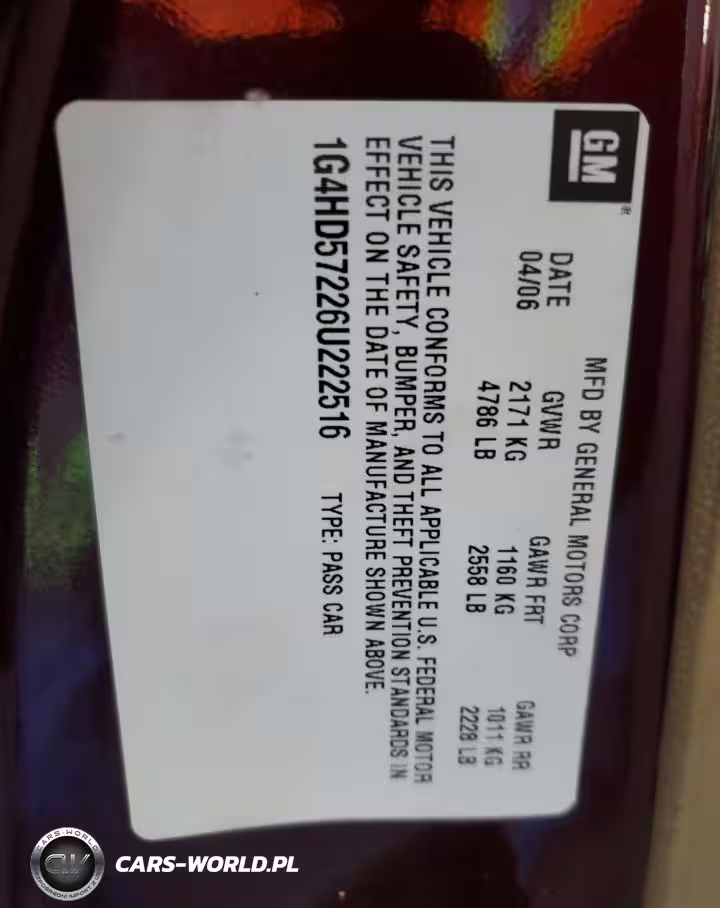 GM®
MFD BY GENERAL MOTORS CORP
DATE GVWR GAWR FRT GAWR RR
04/06 2171 KG 1160 KG 1011 KG
4786 LB 2558 LB 2228 LB
THIS VEHICLE CONFORMS TO ALL APPLICABLE U.S. FEDERAL MOTOR
VEHICLE SAFETY, BUMPER, AND THEFT PREVENTION STANDARDS IN
EFFECT ON THE DATE OF MANUFACTURE SHOWN ABOVE.
1G4HD57226U222516 TYPE: PASS CAR
CARS-WORLD
CW
CARS-WORLD.PL